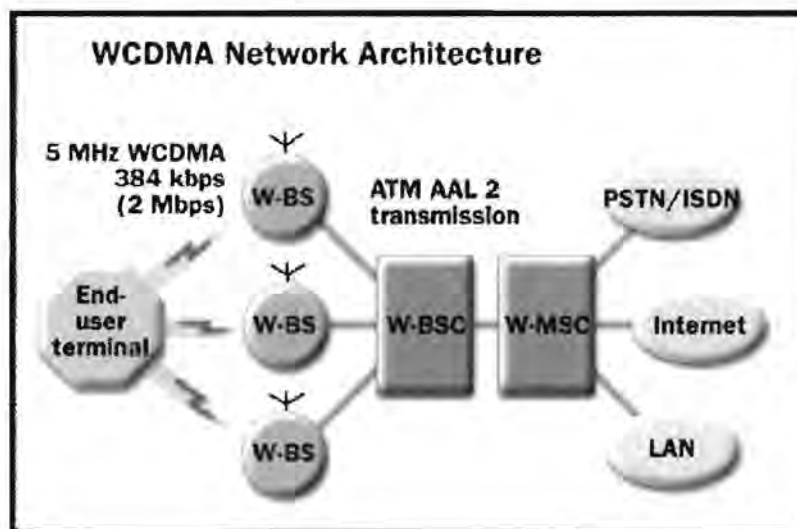 WCDMA Network Architecture
5 MHz WCDMA
384 kbps
(2 Mbps)
W-BS
ATM AAL 2
transmission
PSTN/ISDN
End-
user
terminal
W-BS
W-BSC
W-MSC
Internet
W-BS
LAN